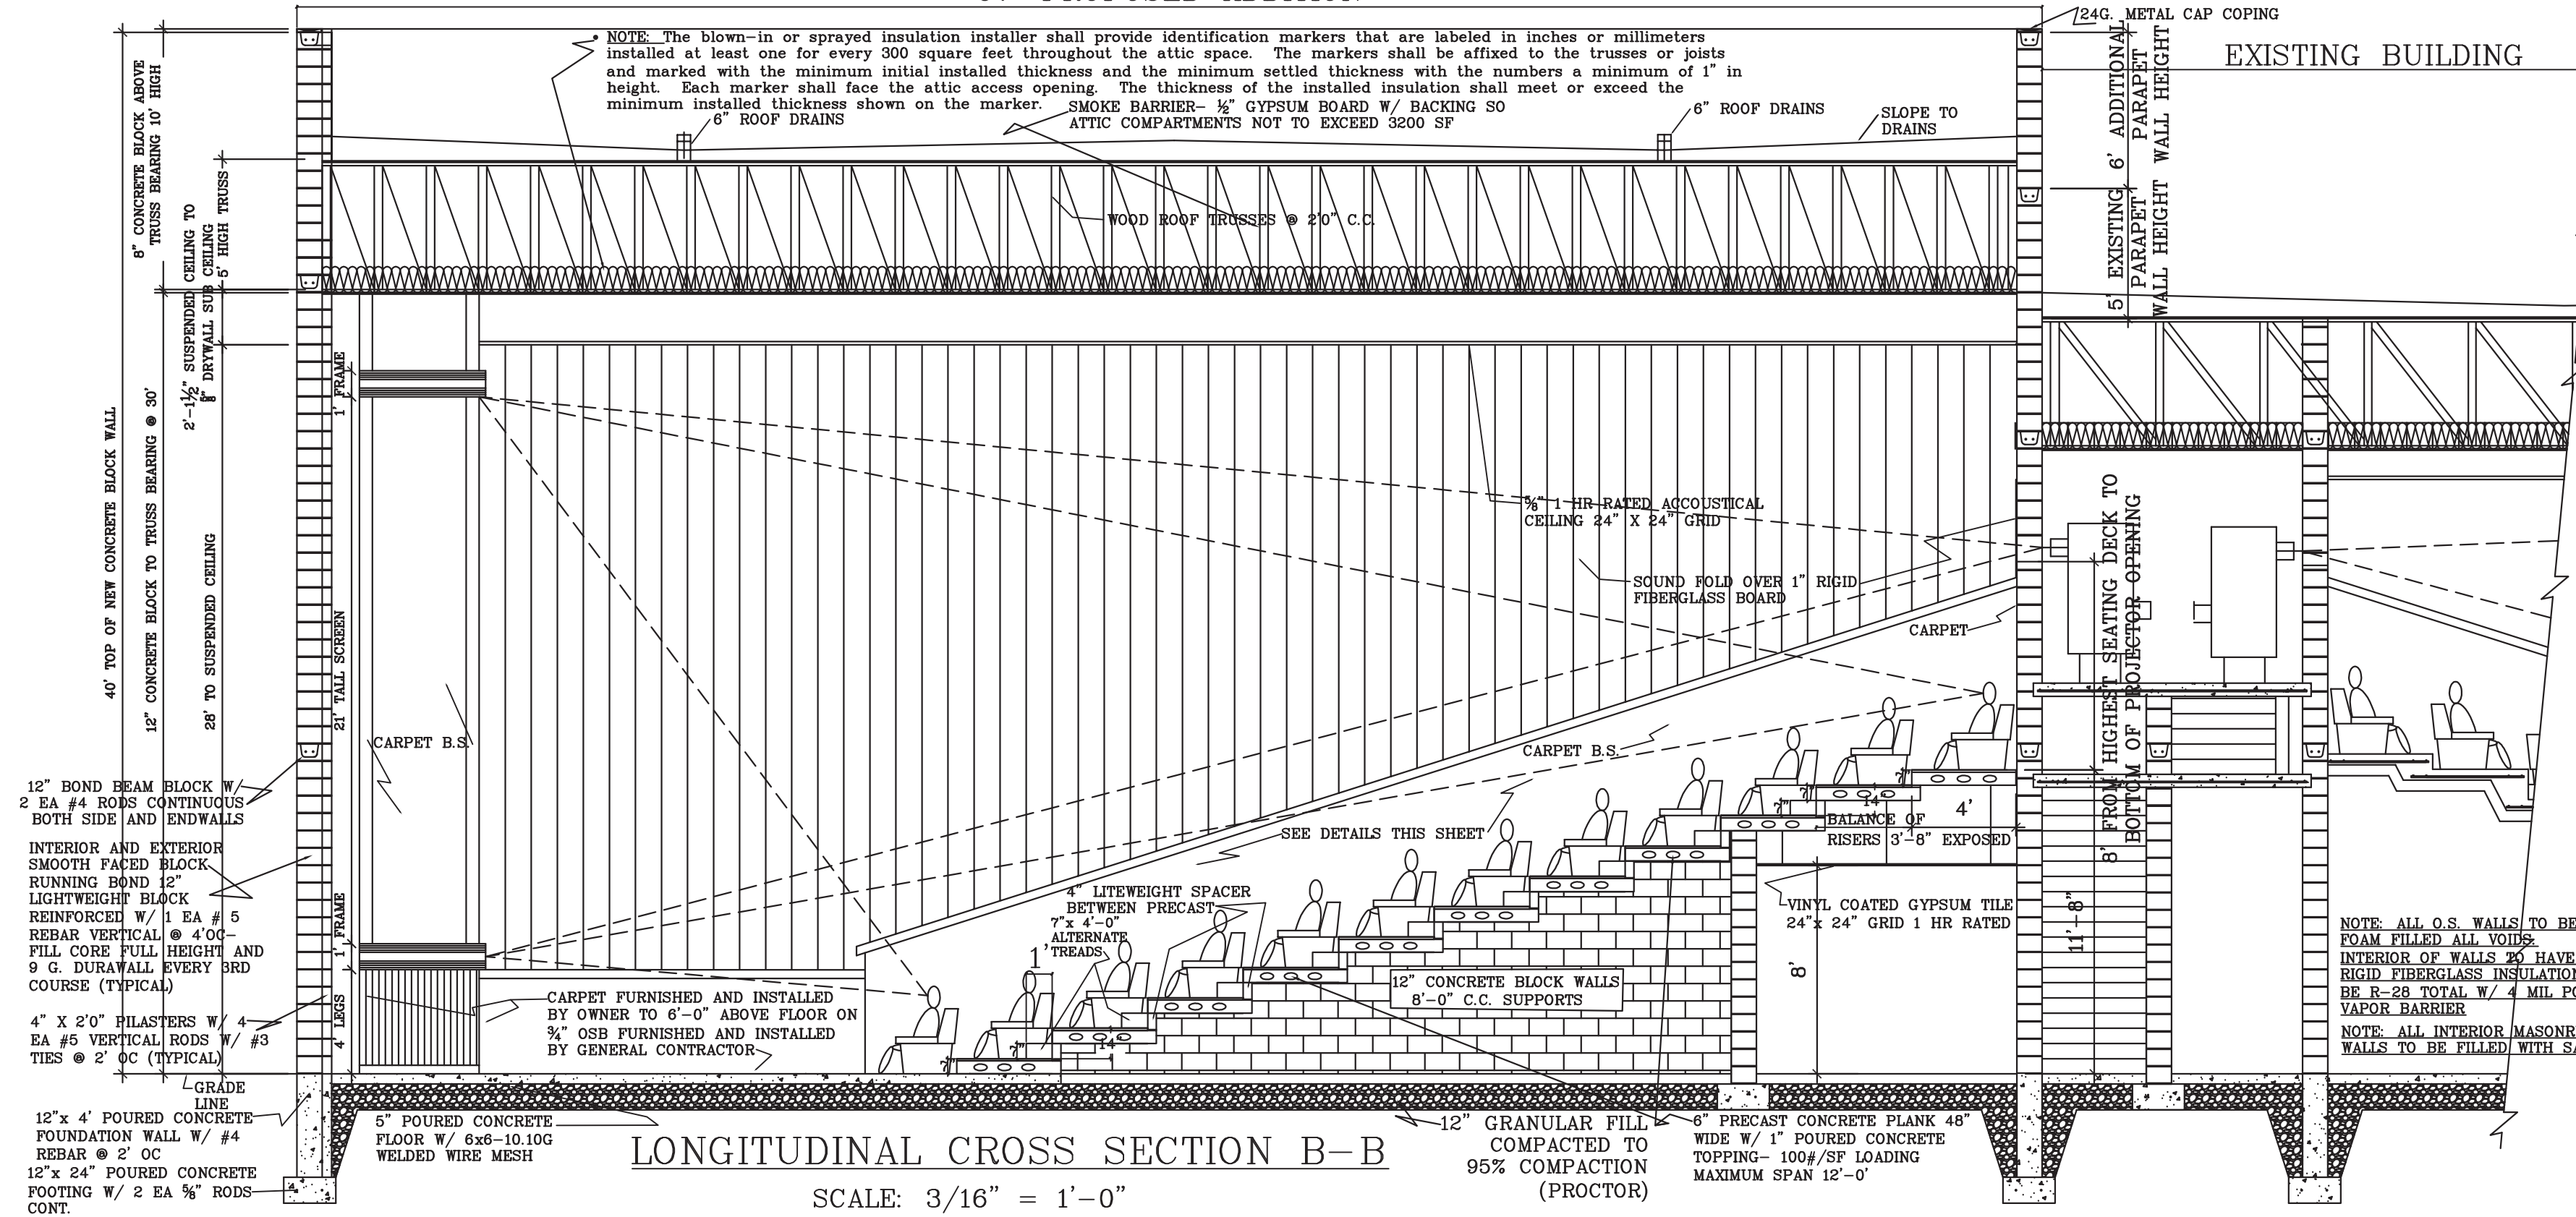 24G. METAL CAP COPING
EXISTING BUILDING
• NOTE: The blown-in or sprayed insulation installer shall provide identification markers that are labeled in inches or millimeters
installed at least one for every 300 square feet throughout the attic space. The markers shall be affixed to the trusses or joists
and marked with the minimum initial installed thickness and the minimum settled thickness with the numbers a minimum of 1" in
height. Each marker shall face the attic access opening. The thickness of the installed insulation shall meet or exceed the
minimum installed thickness shown on the marker.
SMOKE BARRIER- ½" GYPSUM BOARD W/ BACKING SO
ATTIC COMPARTMENTS NOT TO EXCEED 3200 SF
6" ROOF DRAINS
6" ROOF DRAINS
SLOPE TO
DRAINS
8" CONCRETE BLOCK ABOVE
TRUSS BEARING 10' HIGH
2'-1½" SUSPENDED CEILING TO
⅝" DRYWALL SUB CEILING
5' HIGH TRUSS
6' ADDITIONAL
PARAPET
WALL HEIGHT
5' EXISTING
PARAPET
WALL HEIGHT
WOOD ROOF TRUSSES @ 2'0" C.C.
40' TOP OF NEW CONCRETE BLOCK WALL
12" CONCRETE BLOCK TO TRUSS BEARING @ 30'
28' TO SUSPENDED CEILING
1' FRAME
21' TALL SCREEN
1' FRAME
4' LEGS
⅝" 1 HR RATED ACCOUSTICAL
CEILING 24" X 24" GRID
SOUND FOLD OVER 1" RIGID
FIBERGLASS BOARD
CARPET
CARPET B.S.
CARPET B.S.
8' FROM HIGHEST SEATING DECK TO
BOTTOM OF PROJECTOR OPENING
12" BOND BEAM BLOCK W/
2 EA #4 RODS CONTINUOUS
BOTH SIDE AND ENDWALLS
INTERIOR AND EXTERIOR
SMOOTH FACED BLOCK
RUNNING BOND 12"
LIGHTWEIGHT BLOCK
REINFORCED W/ 1 EA # 5
REBAR VERTICAL @ 4'OC-
FILL CORE FULL HEIGHT AND
9 G. DURAWALL EVERY 3RD
COURSE (TYPICAL)
4" X 2'0" PILASTERS W/ 4
EA #5 VERTICAL RODS W/ #3
TIES @ 2' OC (TYPICAL)
GRADE
LINE
12"x 4' POURED CONCRETE
FOUNDATION WALL W/ #4
REBAR @ 2' OC
12"x 24" POURED CONCRETE
FOOTING W/ 2 EA ⅝" RODS
CONT.
SEE DETAILS THIS SHEET
4" LITEWEIGHT SPACER
BETWEEN PRECAST
7"x 4'-0"
ALTERNATE
TREADS
1'
14"
7"
7"
7"
7"
7"
14"
4'
BALANCE OF
RISERS 3'-8" EXPOSED
VINYL COATED GYPSUM TILE
24"x 24" GRID 1 HR RATED
8'
11'-8"
12" CONCRETE BLOCK WALLS
8'-0" C.C. SUPPORTS
CARPET FURNISHED AND INSTALLED
BY OWNER TO 6'-0" ABOVE FLOOR ON
¾" OSB FURNISHED AND INSTALLED
BY GENERAL CONTRACTOR
NOTE: ALL O.S. WALLS TO BE
FOAM FILLED ALL VOIDS.
INTERIOR OF WALLS TO HAVE
RIGID FIBERGLASS INSULATION
BE R-28 TOTAL W/ 4 MIL
VAPOR BARRIER
NOTE: ALL INTERIOR
WALLS TO BE FILLED WITH
5" POURED CONCRETE
FLOOR W/ 6x6-10.10G
WELDED WIRE MESH
LONGITUDINAL CROSS SECTION B-B
SCALE: 3/16" = 1'-0"
12" GRANULAR FILL
COMPACTED TO
95% COMPACTION
(PROCTOR)
6" PRECAST CONCRETE PLANK 48"
WIDE W/ 1" POURED CONCRETE
TOPPING- 100#/SF LOADING
MAXIMUM SPAN 12'-0'